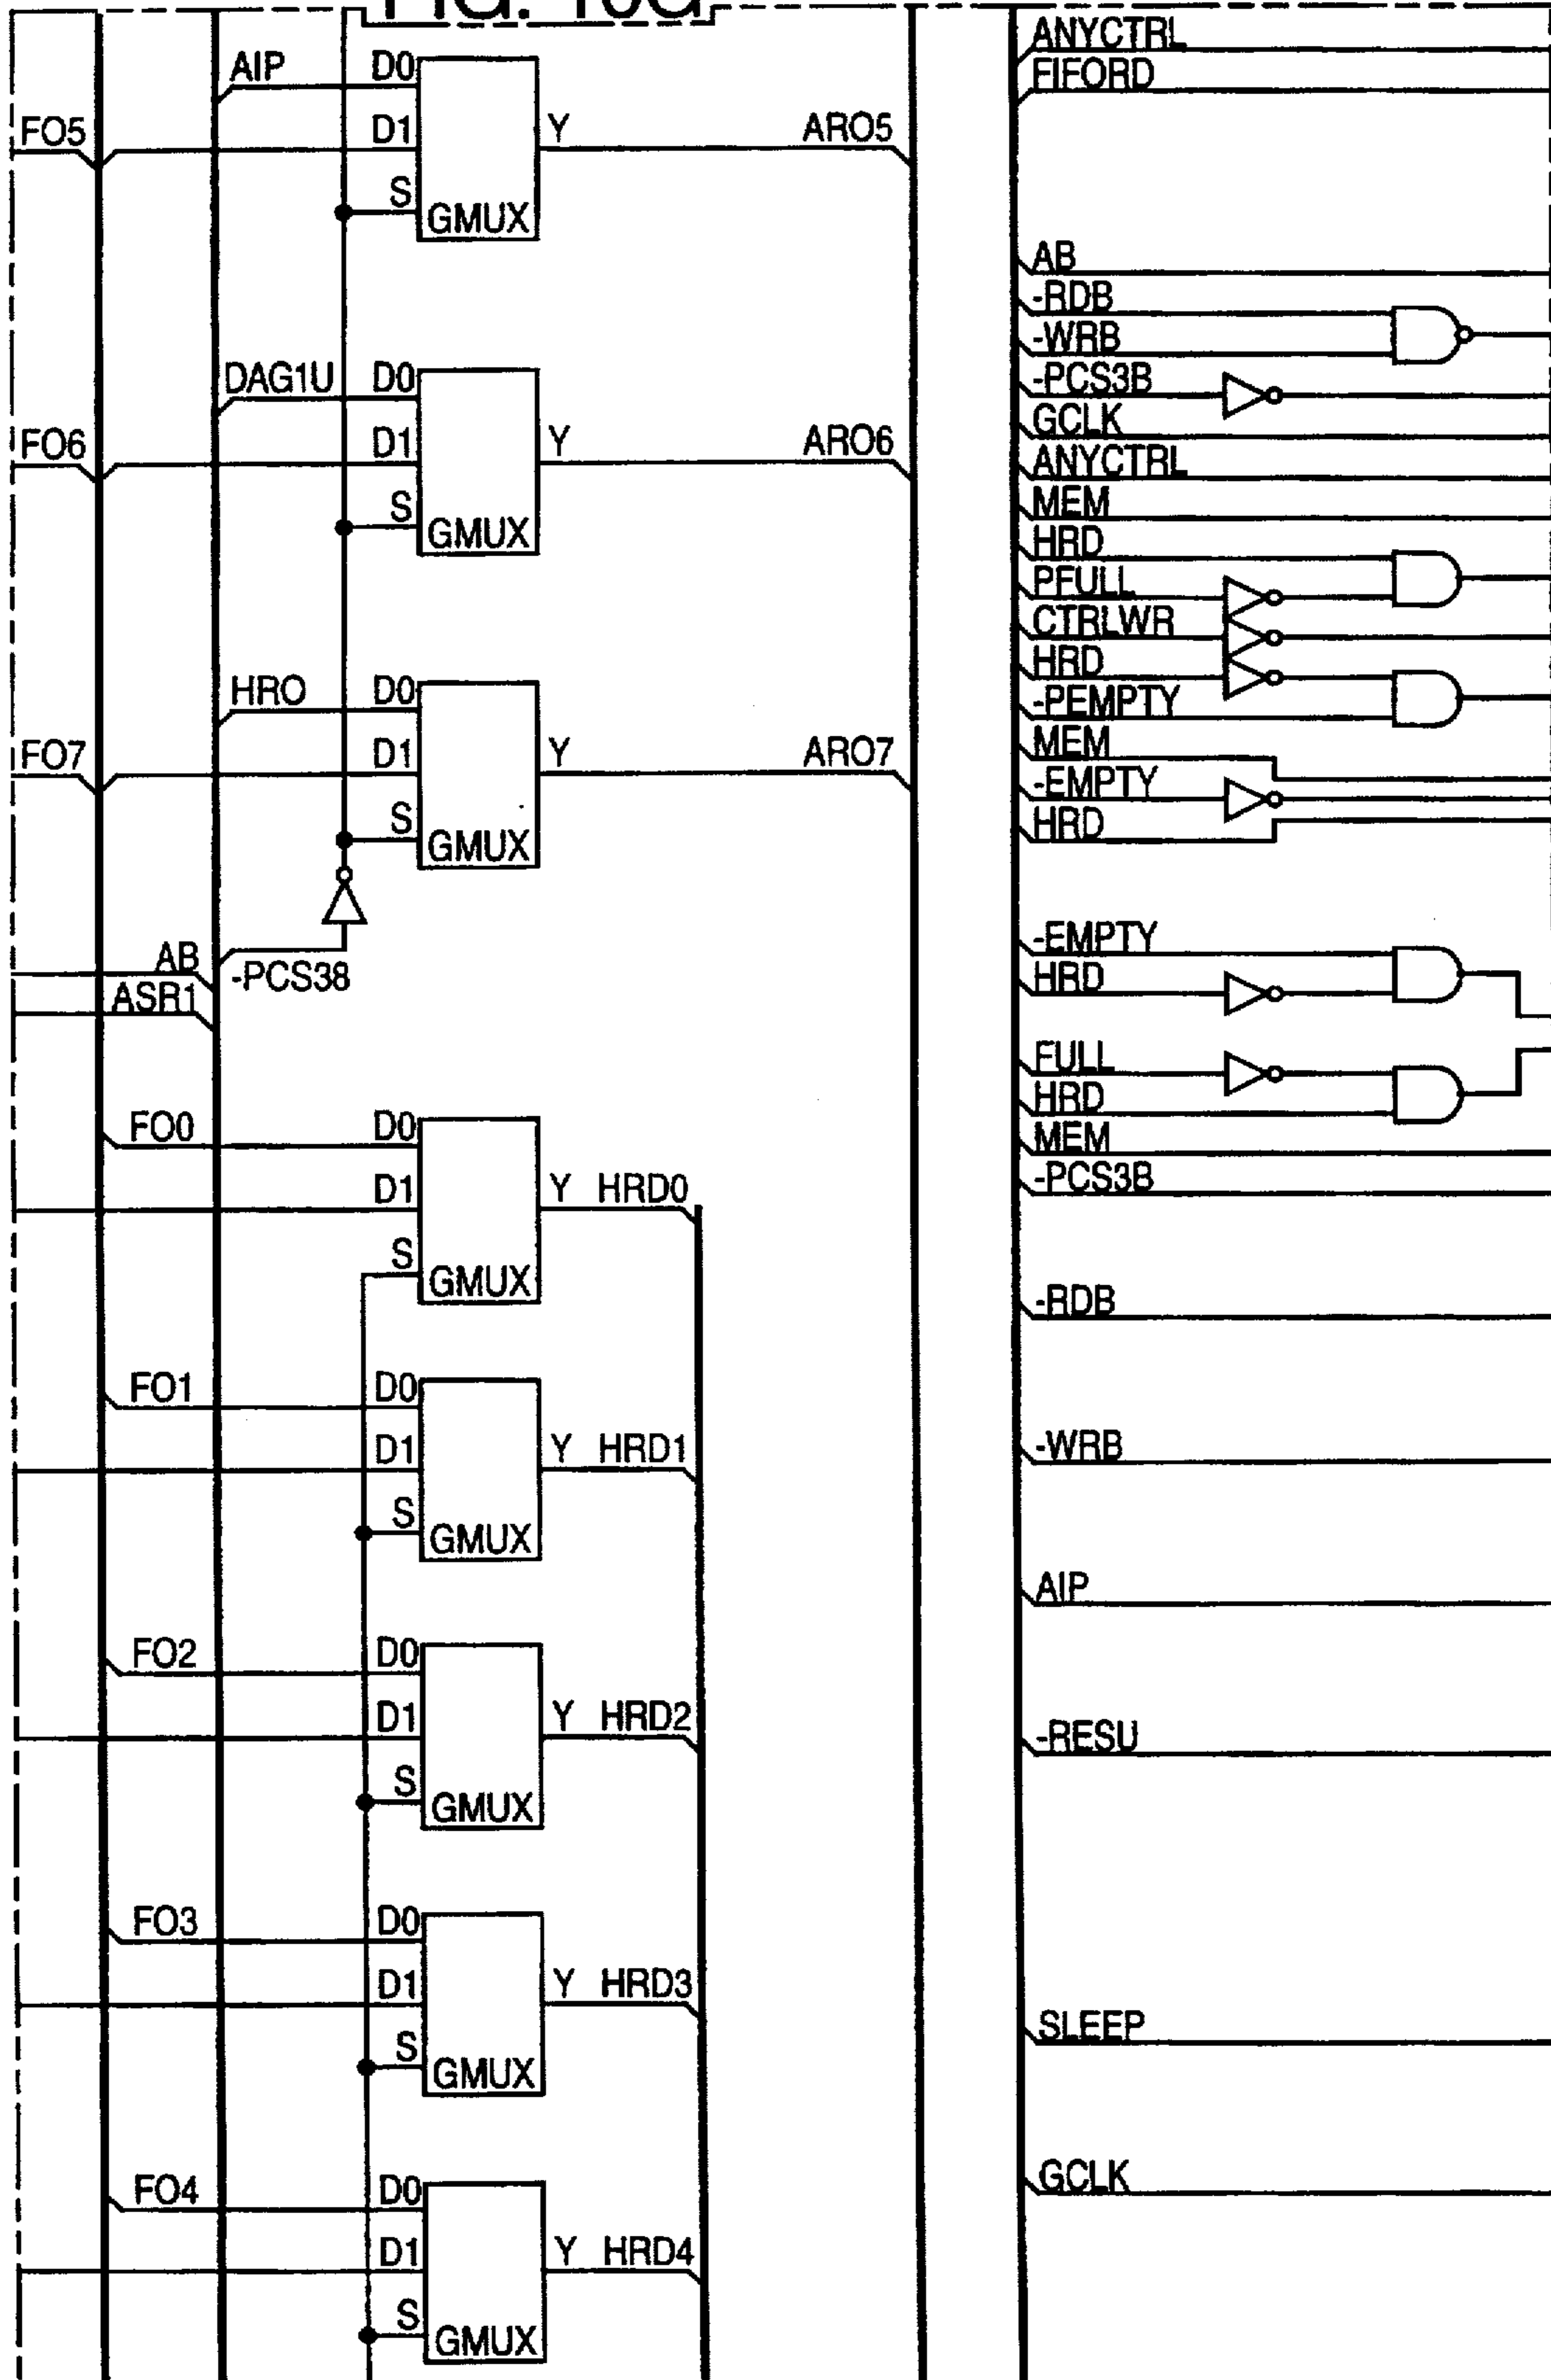 FIG. 10G
AIP D0
FO5 D1 Y ARO5
S
GMUX
DAG1U D0
FO6 D1 Y ARO6
S
GMUX
HRO D0
FO7 D1 Y ARO7
S
GMUX
AB
-PCS38
ASR1
FO0 D0
D1 Y HRD0
S
GMUX
FO1 D0
D1 Y HRD1
S
GMUX
FO2 D0
D1 Y HRD2
S
GMUX
FO3 D0
D1 Y HRD3
S
GMUX
FO4 D0
D1 Y HRD4
S
GMUX
ANYCTRL
FIFORD
AB
-RDB
-WRB
-PCS3B
GCLK
ANYCTRL
MEM
HRD
PFULL
CTRLWR
HRD
-PEMPTY
MEM
-EMPTY
HRD
-EMPTY
HRD
FULL
HRD
MEM
-PCS3B
-RDB
-WRB
AIP
-RESU
SLEEP
GCLK